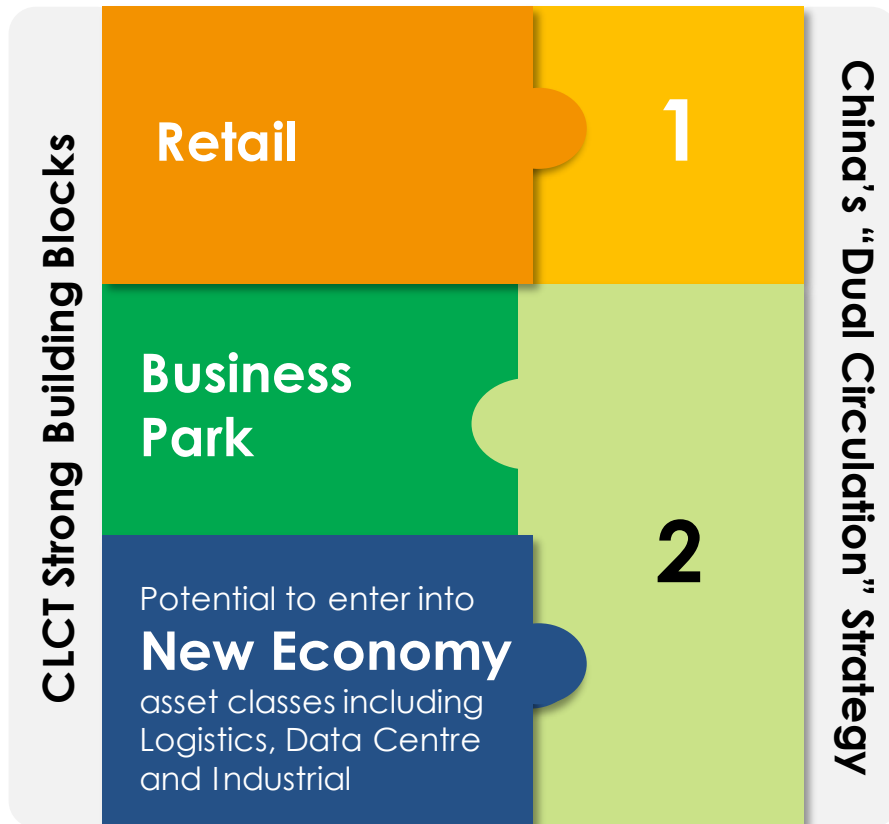 CLCT Strong Building Blocks
Retail
1
Business
Park
2
Potential to enter into
New Economy
asset classes including
Logistics, Data Centre
and Industrial
China’s “Dual Circulation” Strategy